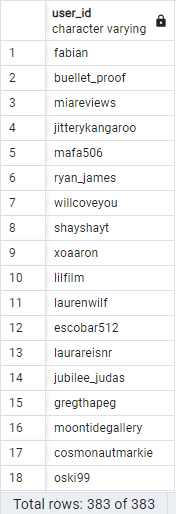 user_id
character varying
1 fabian
2 buellet_proof
3 miareviews
4 jitterykangaroo
5 mafa506
6 ryan_james
7 willcoveyou
8 shayshayt
9 xoaaron
10 lilfilm
11 laurenwilf
12 escobar512
13 laurareisnr
14 jubilee_judas
15 gregthapeg
16 moontidegallery
17 cosmonautmarkie
18 oski99
Total rows: 383 of 383